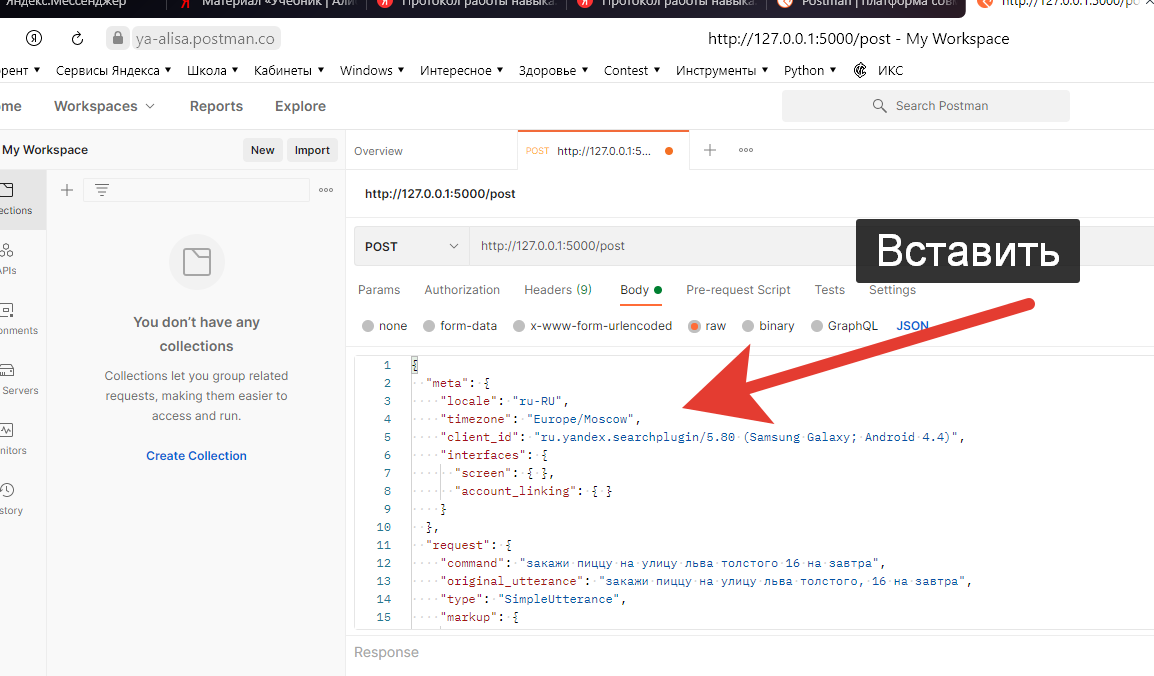 Яндекс.Мессенджер
Материал «Учебник | Али
Протокол работы навыка
Протокол работы навыка
Postman | платформа сов
http://127.0.0.1:5000/po
ya-alisa.postman.co
http://127.0.0.1:5000/post - My Workspace
рент
Сервисы Яндекса
Школа
Кабинеты
Windows
Интересное
Здоровье
Contest
Инструменты
Python
ИКС
ome
Workspaces
Reports
Explore
Search Postman
My Workspace
New
Import
Overview
POST http://127.0.0.1:5...
ections
APIs
onments
Servers
nitors
story
You don't have any
collections
Collections let you group related
requests, making them easier to
access and run.
Create Collection
http://127.0.0.1:5000/post
POST
http://127.0.0.1:5000/post
Вставить
Params
Authorization
Headers (9)
Body
Pre-request Script
Tests
Settings
none
form-data
x-www-form-urlencoded
raw
binary
GraphQL
JSON
1 {
2 "meta": {
3 "locale": "ru-RU",
4 "timezone": "Europe/Moscow",
5 "client_id": "ru.yandex.searchplugin/5.80 (Samsung Galaxy; Android 4.4)",
6 "interfaces": {
7 "screen": { },
8 "account_linking": { }
9 }
10 },
11 "request": {
12 "command": "закажи пиццу на улицу льва толстого 16 на завтра",
13 "original_utterance": "закажи пиццу на улицу льва толстого, 16 на завтра",
14 "type": "SimpleUtterance",
15 "markup": {
Response